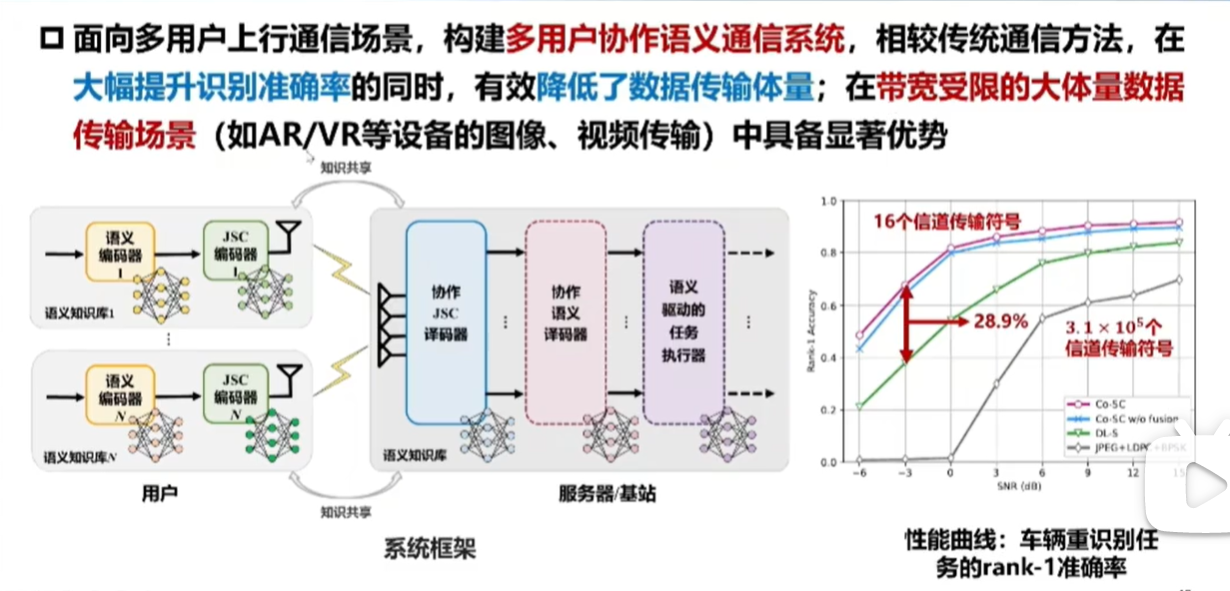 面向多用户上行通信场景，构建多用户协作语义通信系统，相较传统通信方法，在
大幅提升识别准确率的同时，有效降低了数据传输体量；在带宽受限的大体量数据
传输场景（如AR/VR等设备的图像、视频传输）中具备显著优势
知识共享
语义
编码器
1
JSC
编码器
1
语义知识库1
语义
编码器
N
JSC
编码器
N
语义知识库N
用户
协作
JSC
译码器
协作
语义
译码器
语义
驱动的
任务
执行器
语义知识库
服务器/基站
知识共享
系统框架
Rank-1 Accuracy
1.0
0.8
0.6
0.4
0.2
0.0
16个信道传输符号
28.9%
3.1 × 10⁵个
信道传输符号
Co-SC
Co-SC w/o fusion
DL-S
JPEG+LDPC+BPSK
-6
-3
0
3
6
9
12
15
SNR (dB)
性能曲线：车辆重识别任
务的rank-1准确率